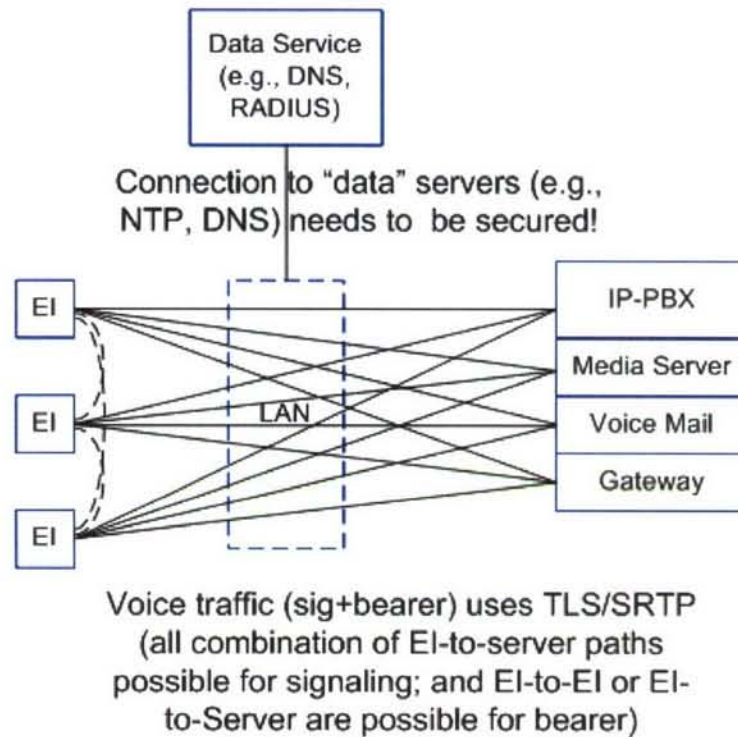 Data Service
(e.g., DNS,
RADIUS)
Connection to “data” servers (e.g.,
NTP, DNS) needs to be secured!
EI
IP-PBX
Media Server
EI
LAN
Voice Mail
Gateway
EI
Voice traffic (sig+bearer) uses TLS/SRTP
(all combination of EI-to-server paths
possible for signaling; and EI-to-EI or EI-
to-Server are possible for bearer)